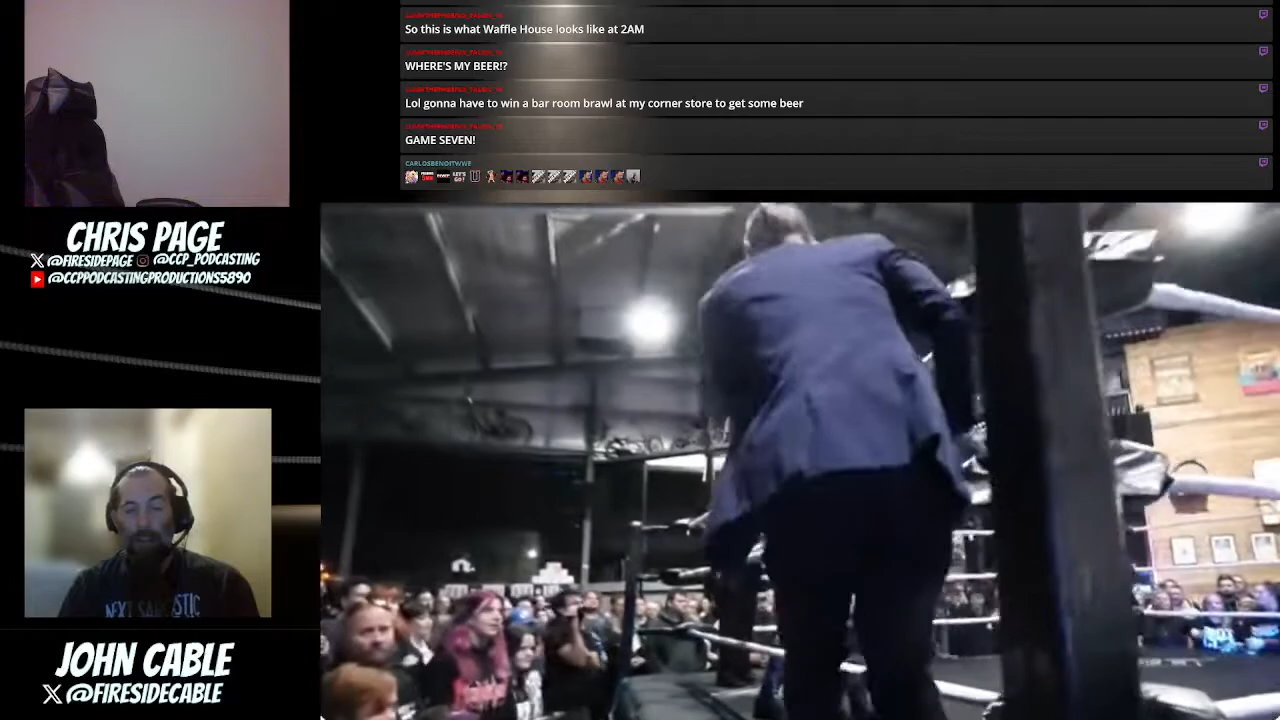 So this is what Waffle House looks like at 2AM
WHERE'S MY BEER!?
Lol gonna have to win a bar room brawl at my corner store to get some beer
GAME SEVEN!
CARLOSBENOITWWE
CHRIS PAGE
@FIRESIDEPAGE @CCP_PODCASTING
@CCPPODCASTINGPRODUCTIONS5890
JOHN CABLE
@FIRESIDECABLE